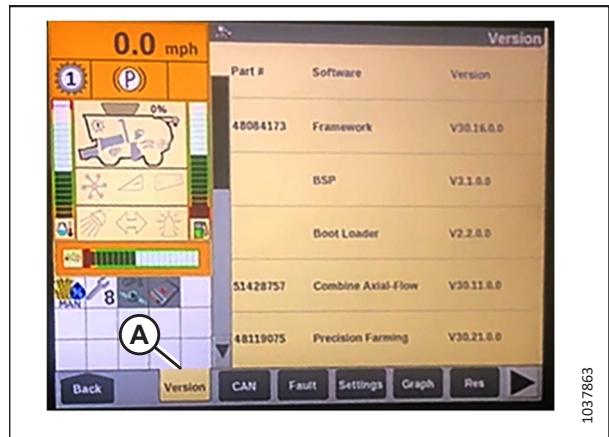 0.0 mph
Version
1
P
Part # Software Version
0%
48084173 Framework V30.16.0.0
BSP V3.1.0.0
Boot Loader V2.2.0.0
51428757 Combine Axial-Flow V30.11.0.0
MAN 8 GPS
48119075 Precision Farming V30.21.0.0
A
Back Version CAN Fault Settings Graph Res
1037863